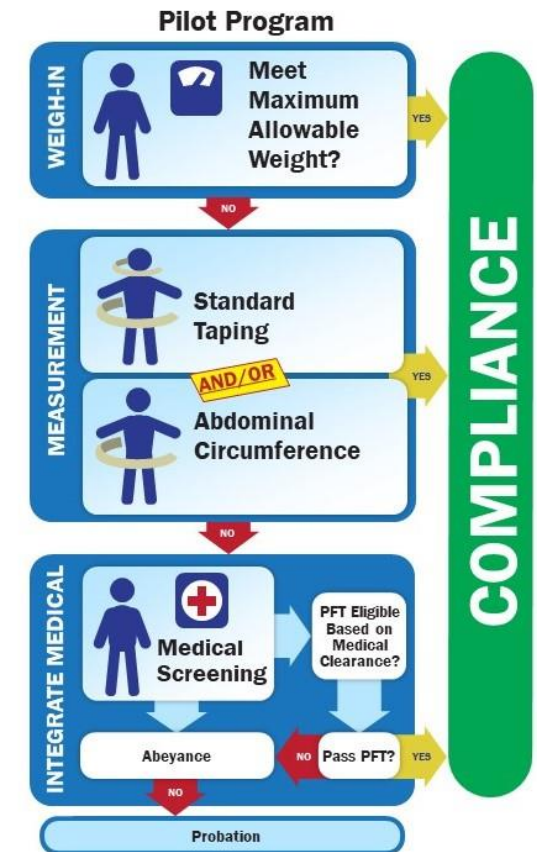 Pilot Program
WEIGH-IN
Meet
Maximum
Allowable
Weight?
YES
NO
MEASUREMENT
Standard
Taping
AND/OR
YES
Abdominal
Circumference
NO
INTEGRATE MEDICAL
Medical
Screening
PFT Eligible
Based on
Medical
Clearance?
Abeyance
NO
Pass PFT?
YES
NO
Probation
COMPLIANCE